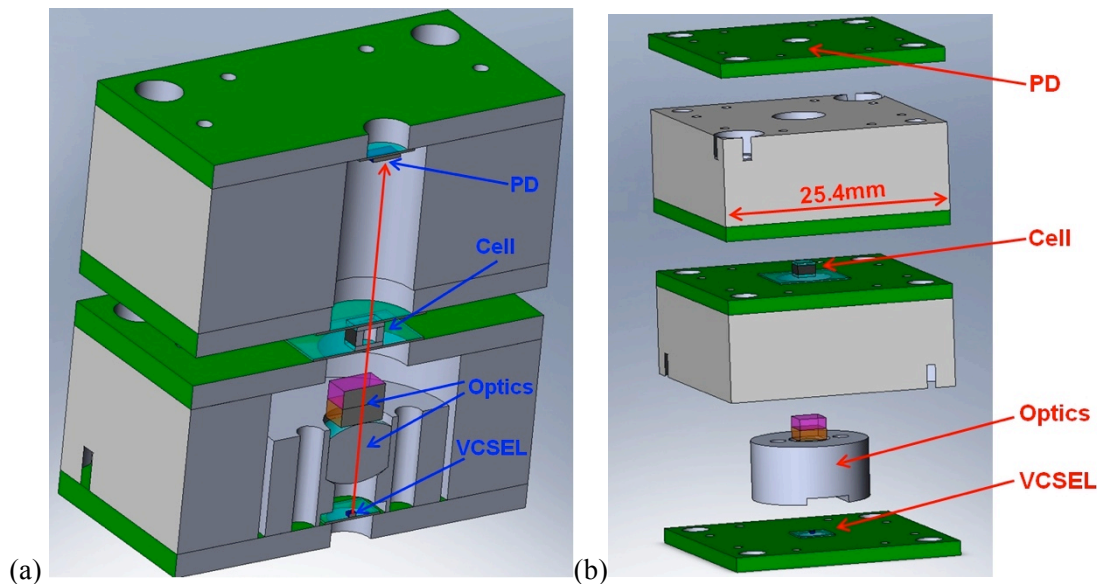 PD
Cell
Optics
VCSEL
(a)
PD
25.4mm
Cell
Optics
VCSEL
(b)